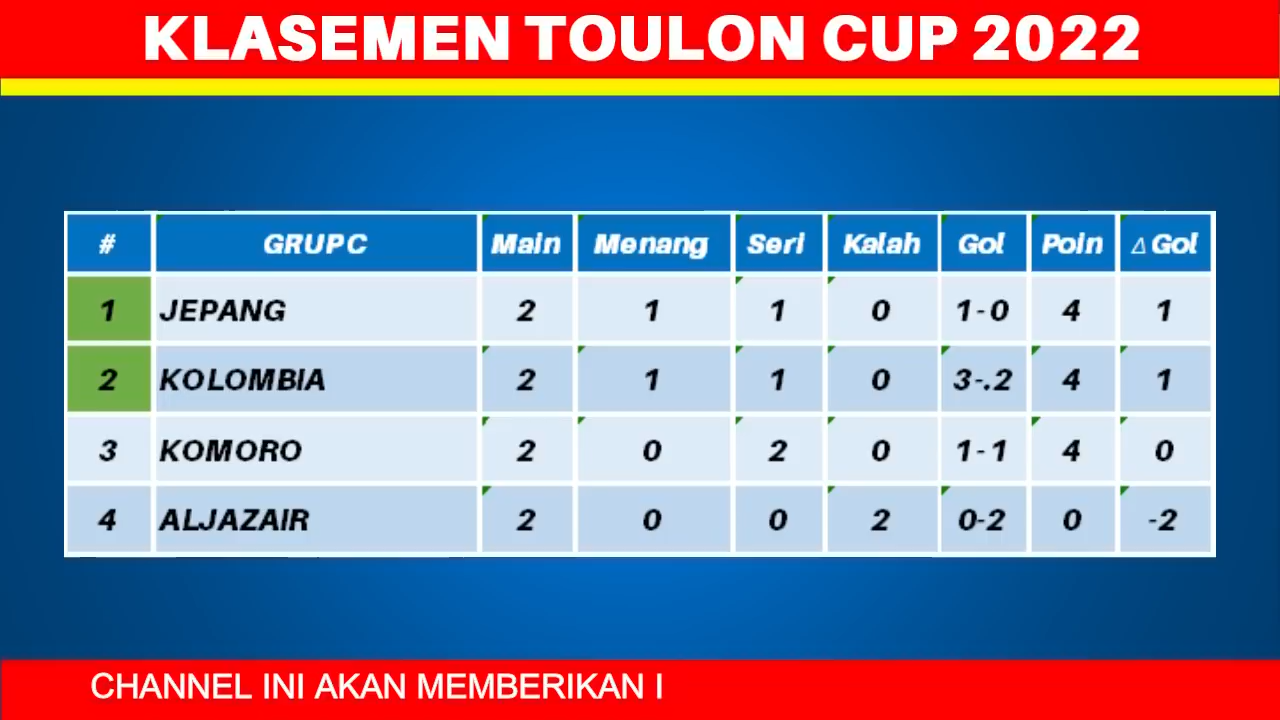 KLASEMEN TOULON CUP 2022
# GRUP C Main Menang Seri Kalah Gol Poin △ Gol
1 JEPANG 2 1 1 0 1-0 4 1
2 KOLOMBIA 2 1 1 0 3-.2 4 1
3 KOMORO 2 0 2 0 1-1 4 0
4 ALJAZAIR 2 0 0 2 0-2 0 -2
CHANNEL INI AKAN MEMBERIKAN I